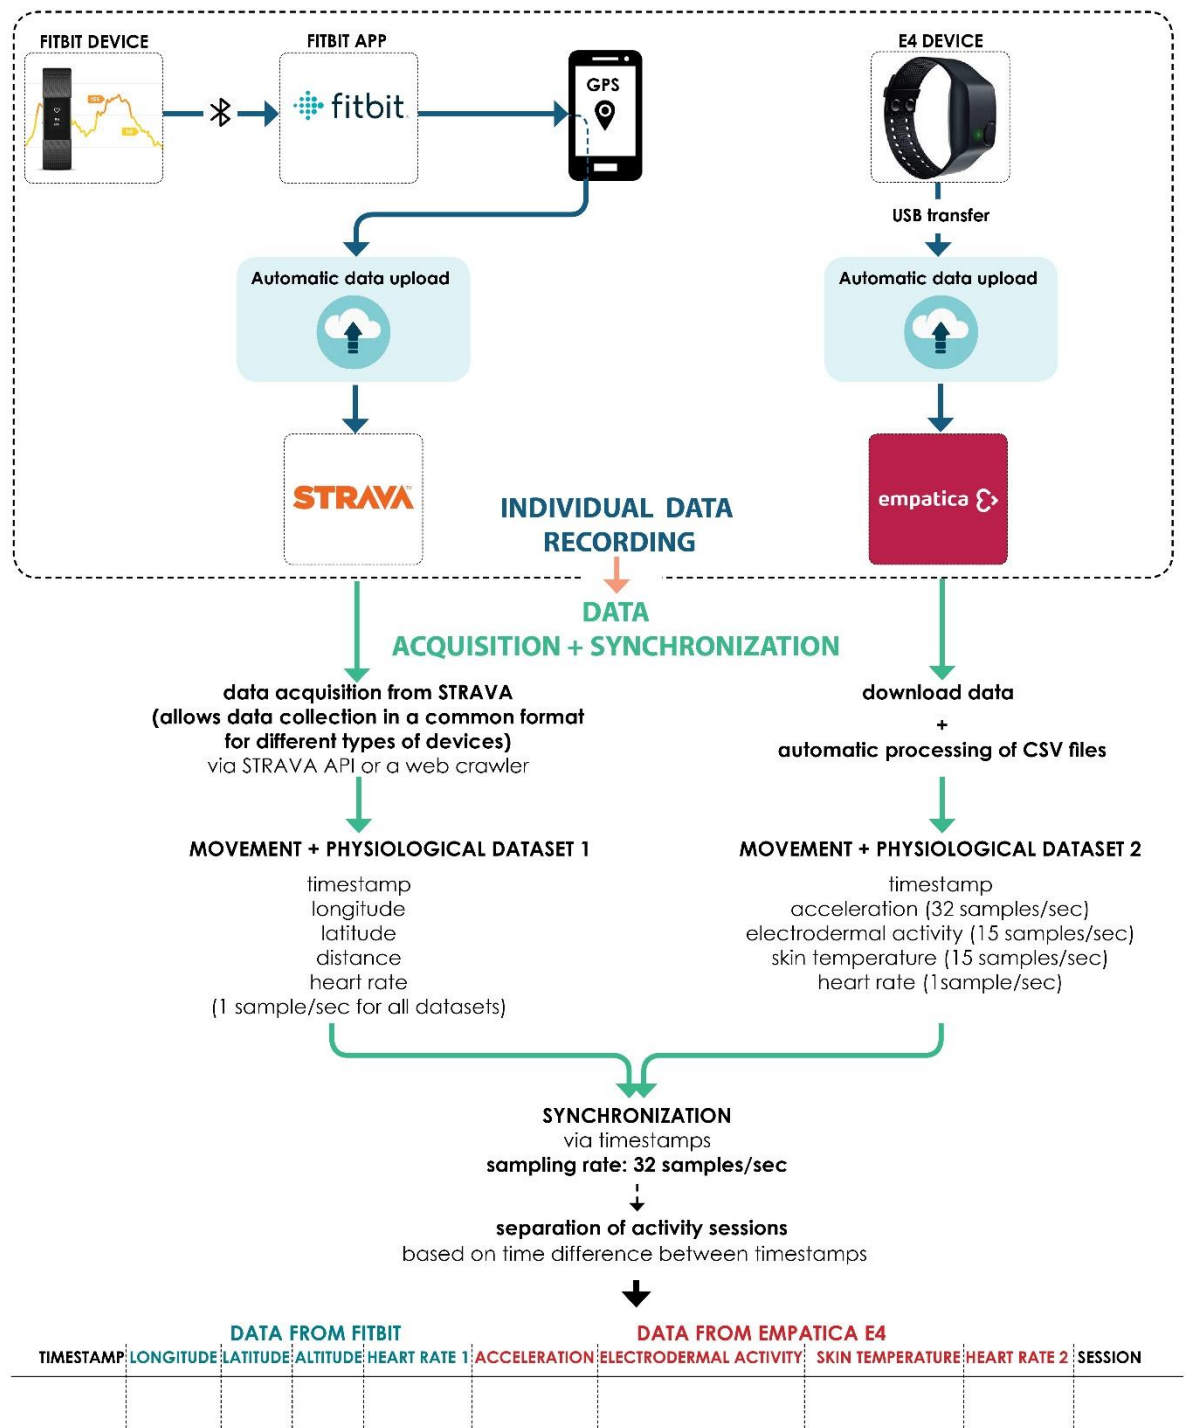 FITBIT DEVICE
FITBIT APP
E4 DEVICE
fitbit
GPS
USB transfer
Automatic data upload
Automatic data upload
STRAVA
empatica
INDIVIDUAL DATA
RECORDING
DATA
ACQUISITION + SYNCHRONIZATION
data acquisition from STRAVA
(allows data collection in a common format
for different types of devices)
via STRAVA API or a web crawler
download data
+
automatic processing of CSV files
MOVEMENT + PHYSIOLOGICAL DATASET 1
timestamp
longitude
latitude
distance
heart rate
(1 sample/sec for all datasets)
MOVEMENT + PHYSIOLOGICAL DATASET 2
timestamp
acceleration (32 samples/sec)
electrodermal activity (15 samples/sec)
skin temperature (15 samples/sec)
heart rate (1sample/sec)
SYNCHRONIZATION
via timestamps
sampling rate: 32 samples/sec
separation of activity sessions
based on time difference between timestamps
DATA FROM FITBIT
DATA FROM EMPATICA E4
TIMESTAMP LONGITUDE LATITUDE ALTITUDE HEART RATE 1 ACCELERATION ELECTRODERMAL ACTIVITY SKIN TEMPERATURE HEART RATE 2 SESSION